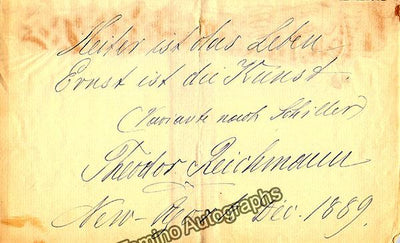 Heiter ist das Leben
Ernst ist die Kunst.
(Variante nach Schiller)
Theodor Reichmann
New-York Dec. 1889.
Tamino Autographs